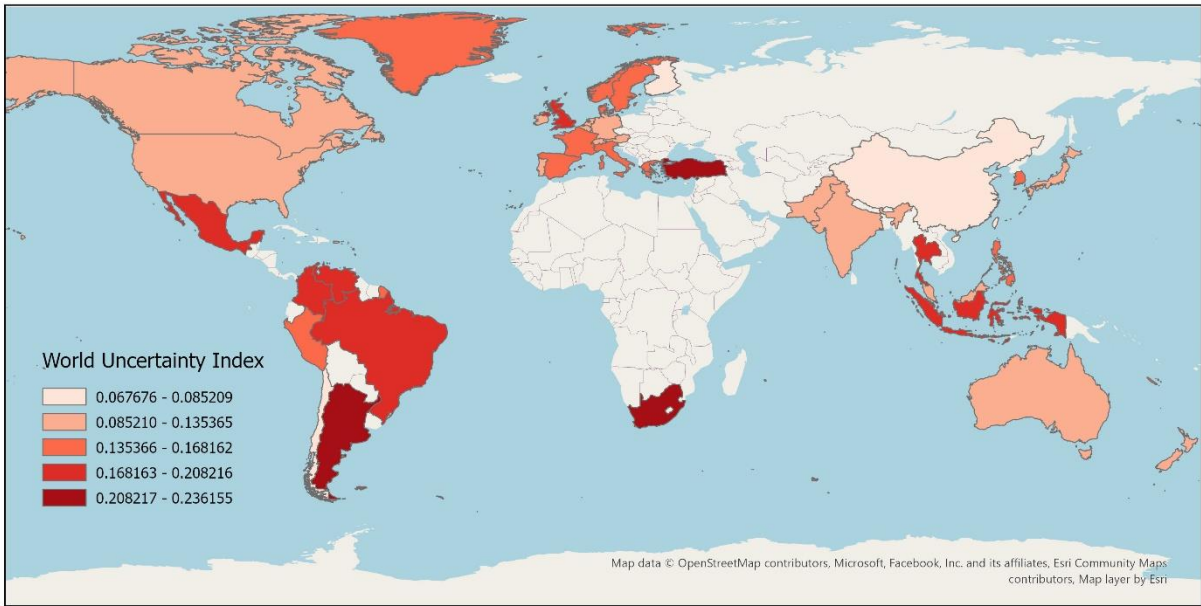 World Uncertainty Index
0.067676 - 0.085209
0.085210 - 0.135365
0.135366 - 0.168162
0.168163 - 0.208216
0.208217 - 0.236155
Map data © OpenStreetMap contributors, Microsoft, Facebook, Inc. and its affiliates, Esri Community Maps
contributors, Map layer by Esri